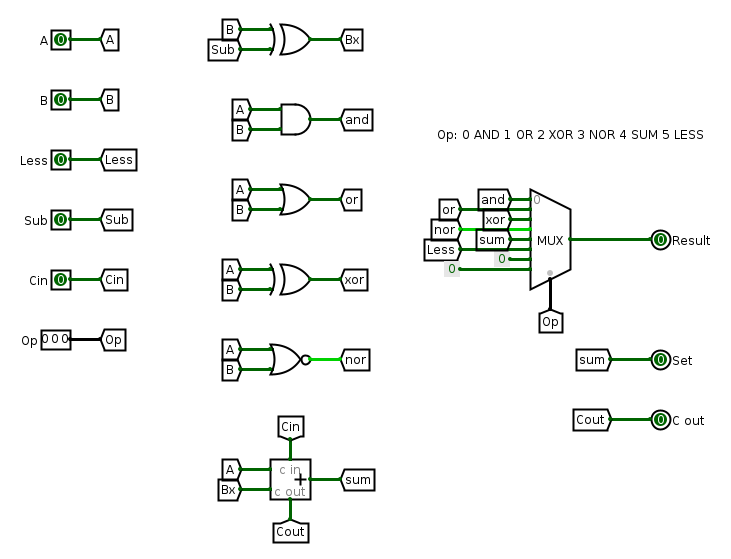 A 0 A
B 0 B
Less 0 Less
Sub 0 Sub
Cin 0 Cin
Op 0 0 0 Op
B
Sub
Bx
A
B
and
A
B
or
A
B
xor
A
B
nor
Cin
A
Bx
c in
+
c out
sum
Cout
Op: 0 AND 1 OR 2 XOR 3 NOR 4 SUM 5 LESS
and
or
xor
nor
sum
Less
0
0
0
MUX
Op
0 Result
sum 0 Set
Cout 0 C out